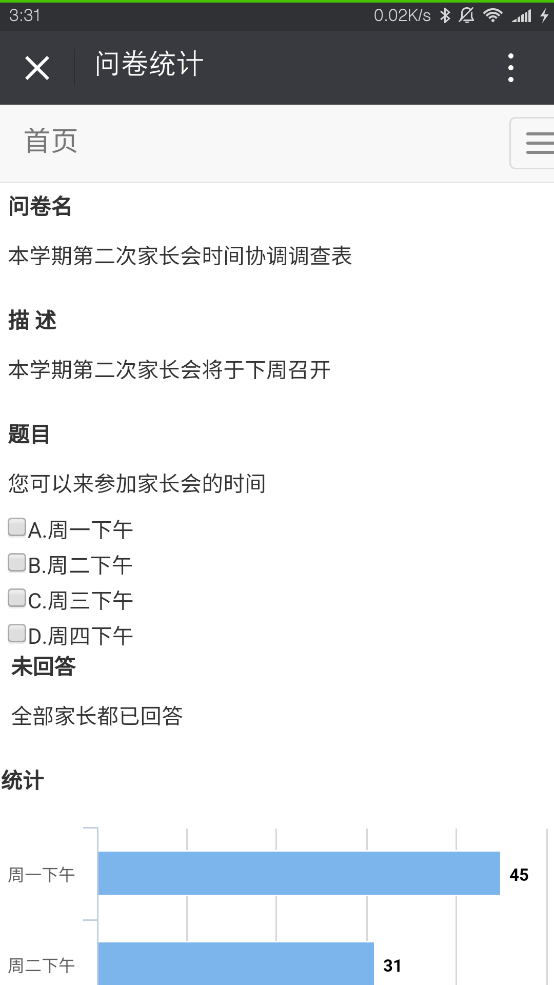 3:31 0.02K/s
问卷统计
首页
问卷名
本学期第二次家长会时间协调调查表
描 述
本学期第二次家长会将于下周召开
题目
您可以来参加家长会的时间
A.周一下午
B.周二下午
C.周三下午
D.周四下午
未回答
全部家长都已回答
统计
周一下午 45
周二下午 31